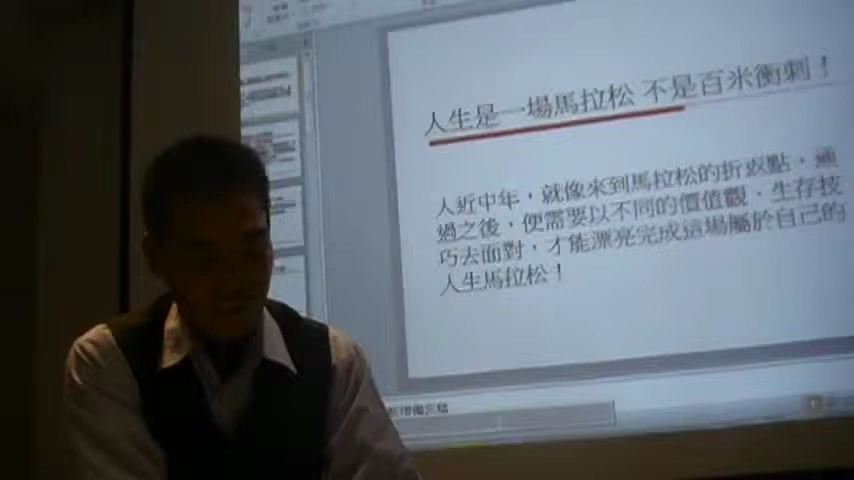 人生是一場馬拉松 不是百米衝刺！
人近中年，就像來到馬拉松的折返點，通
過之後，便需要以不同的價值觀、生存技
巧去面對，才能漂亮完成這場屬於自己的
人生馬拉松！